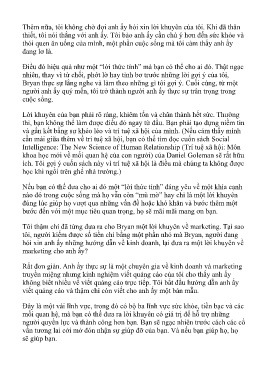 Thêm nữa, tôi không chờ đợi anh ấy hỏi xin lời khuyên của tôi. Khi đã thân
thiết, tôi nói thẳng với anh ấy. Tôi bảo anh ấy cần chú ý hơn đến sức khỏe và
thói quen ăn uống của mình, một phần cuộc sống mà tôi cảm thấy anh ấy
đang lơ là.
Điều đó hiệu quả như một “lời thức tỉnh” mà bạn có thể cho ai đó. Thật ngạc
nhiên, thay vì từ chối, phớt lờ hay tỉnh bơ trước những lời gợi ý của tôi,
Bryan thực sự lắng nghe và làm theo những gì tôi gợi ý. Cuối cùng, từ một
người anh ấy quý mến, tôi trở thành người anh ấy thực sự trân trọng trong
cuộc sống.
Lời khuyên của bạn phải rõ ràng, khiêm tốn và chân thành hết sức. Thường
thì, bạn không thể làm được điều đó ngay từ đầu. Bạn phải tạo dựng niềm tin
và gắn kết bằng sự khéo léo và trí tuệ xã hội của mình. (Nếu cảm thấy mình
cần mài giũa thêm về trí tuệ xã hội, bạn có thể tìm đọc cuốn sách Social
Intelligence: The New Science of Human Relationship (Trí tuệ xã hội: Môn
khoa học mới về mối quan hệ của con người) của Daniel Goleman sẽ rất hữu
ích. Tôi gợi ý cuốn sách này vì trí tuệ xã hội là điều mà chúng ta không được
học khi ngồi trên ghế nhà trường.)
Nếu bạn có thể đưa cho ai đó một “lời thức tỉnh” đáng yêu về một khía cạnh
nào đó trong cuộc sống mà họ vẫn còn “mù mờ” hay chỉ là một lời khuyên
đúng lúc giúp họ vượt qua những vấn đề hoặc khó khăn và bước thêm một
bước đến với một mục tiêu quan trọng, họ sẽ mãi mãi mang ơn bạn.
Tôi thậm chí đã từng đưa ra cho Bryan một lời khuyên về marketing. Tại sao
tôi, người kiếm được số tiền chỉ bằng một phần nhỏ mà Bryan, người đang
hỏi xin anh ấy những hướng dẫn về kinh doanh, lại đưa ra một lời khuyên về
marketing cho anh ấy?
Rất đơn giản. Anh ấy thực sự là một chuyên gia về kinh doanh và marketing
truyền miệng nhưng kinh nghiệm viết quảng cáo của tôi cho thấy anh ấy
không biết nhiều về viết quảng cáo trực tiếp. Tôi bắt đầu hướng dẫn anh ấy
viết quảng cáo và thậm chí còn viết cho anh ấy một bản mẫu.
Đây là một vài lĩnh vực, trong đó có bộ ba lĩnh vực sức khỏe, tiền bạc và các
mối quan hệ, mà bạn có thể đưa ra lời khuyên có giá trị để hỗ trợ những
người quyền lực và thành công hơn bạn. Bạn sẽ ngạc nhiên trước cách các cố
vấn tương lai cởi mở đón nhận sự giúp đỡ của bạn. Và nếu bạn giúp họ, họ
sẽ giúp bạn.